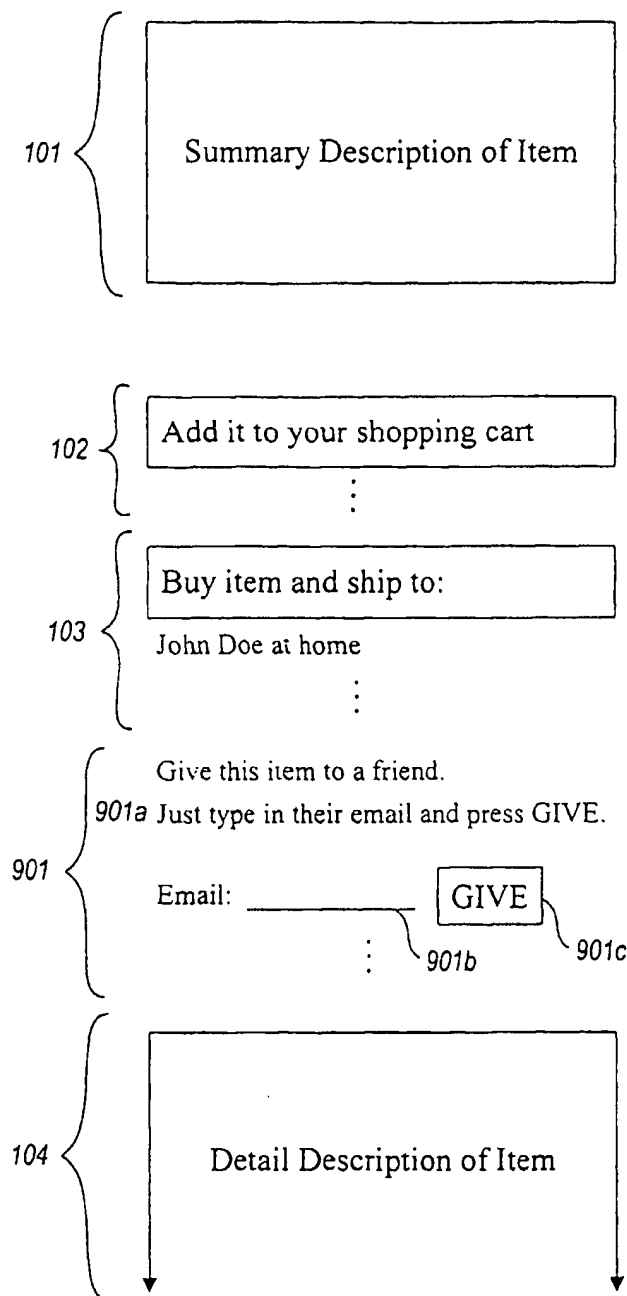 101
Summary Description of Item
102
Add it to your shopping cart
103
Buy item and ship to:
John Doe at home
901
Give this item to a friend.
901a Just type in their email and press GIVE.
Email: GIVE
901b
901c
104
Detail Description of Item